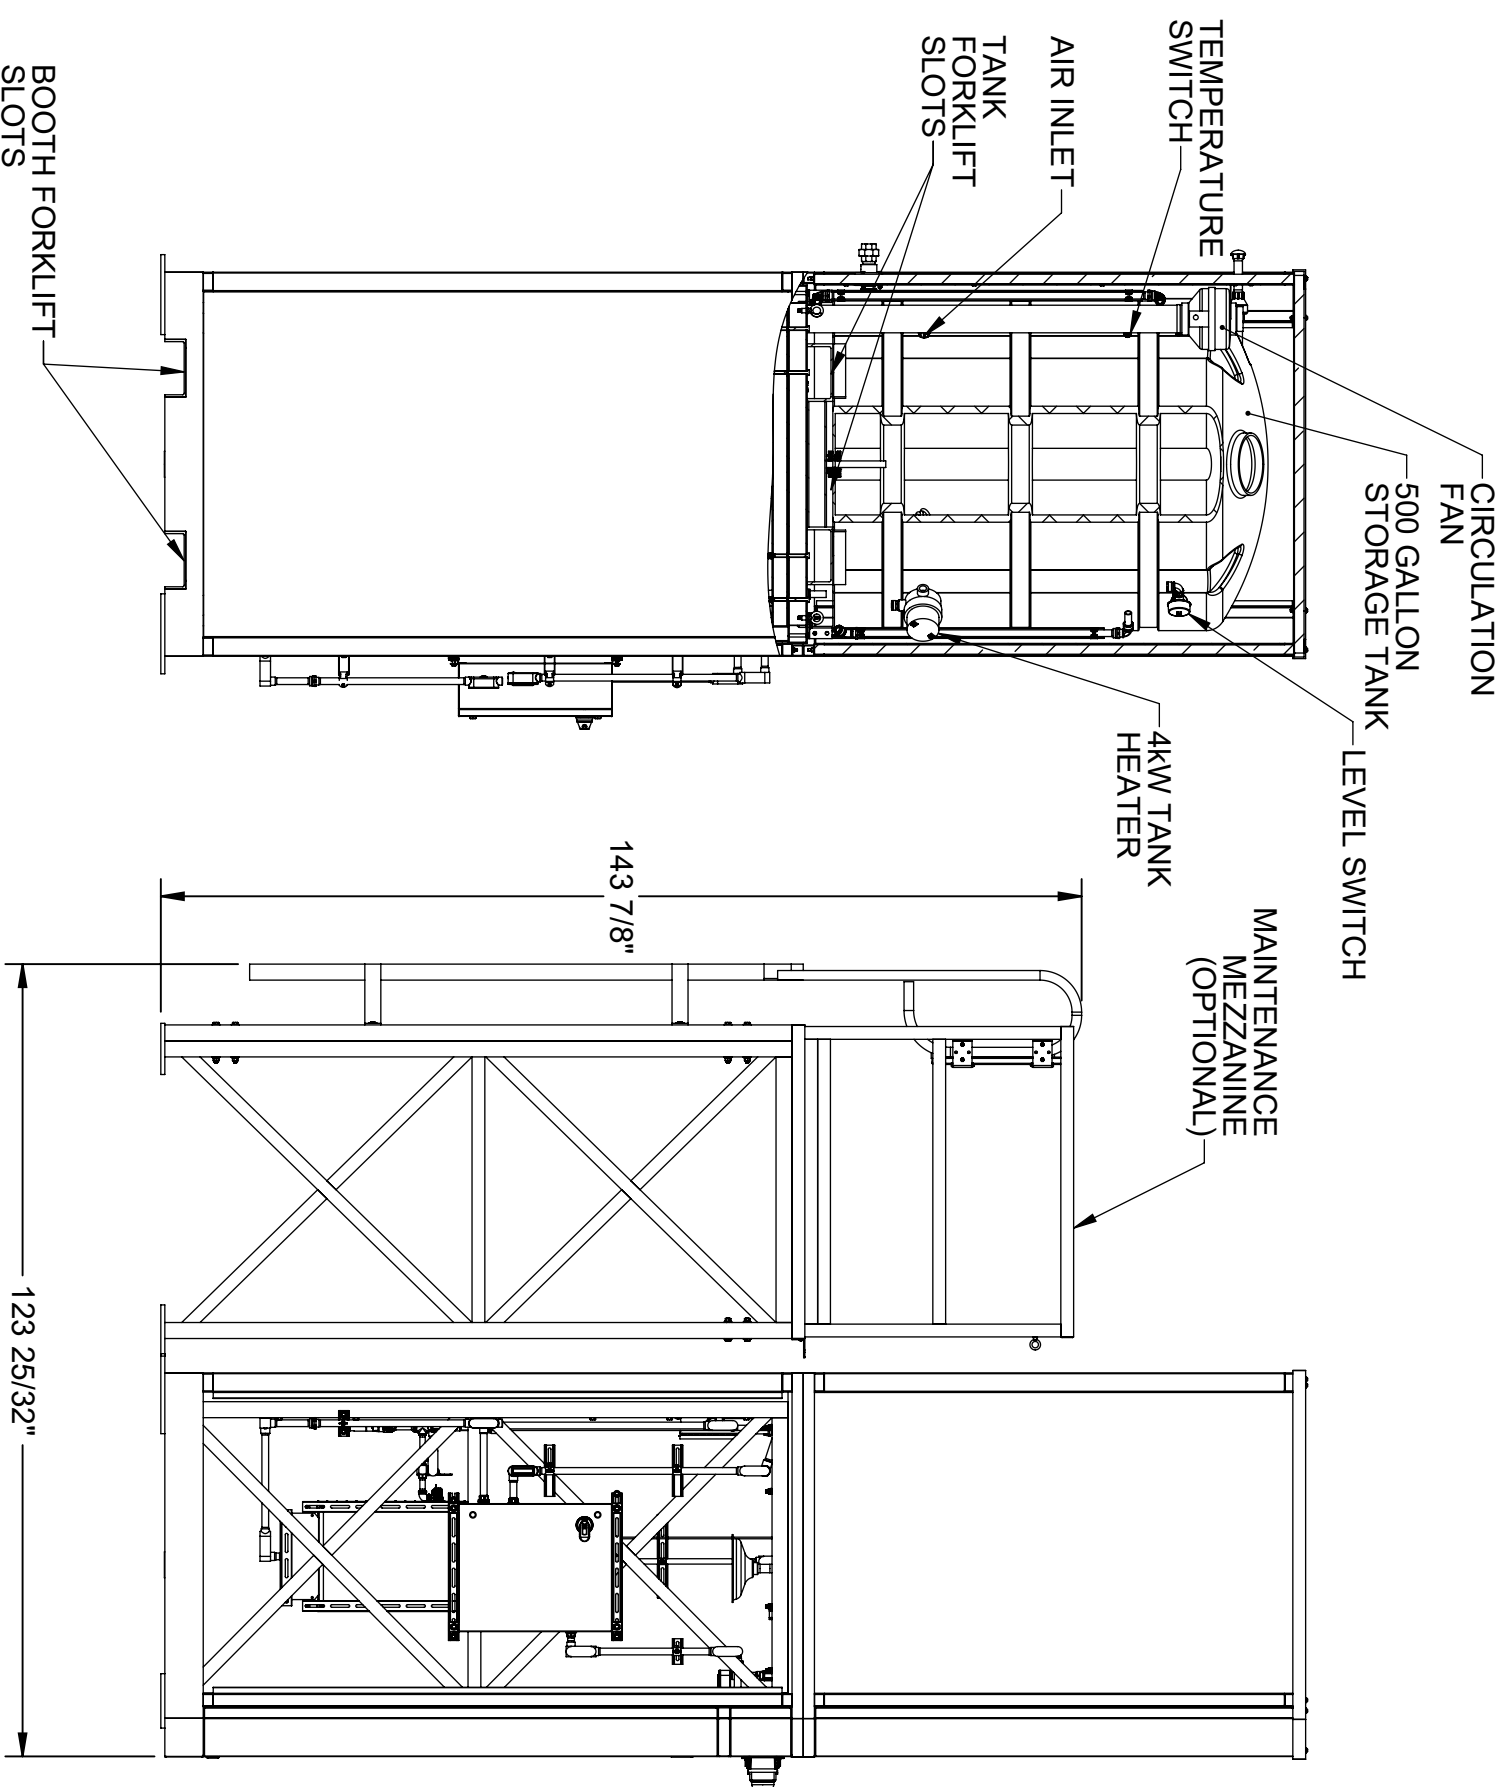 CIRCULATION
FAN
500 GALLON
STORAGE TANK
LEVEL SWITCH
TEMPERATURE
SWITCH
AIR INLET
TANK
FORKLIFT
SLOTS
4kW TANK
HEATER
BOOTH FORKLIFT
SLOTS
MAINTENANCE
MEZZANINE
(OPTIONAL)
143 7/8"
123 25/32"